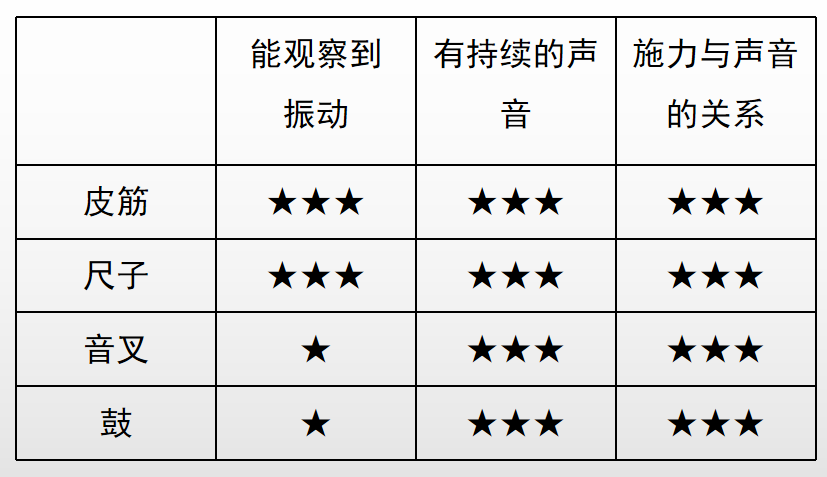 能观察到 有持续的声 施力与声音
振动 音 的关系
皮筋 ★★★ ★★★ ★★★
尺子 ★★★ ★★★ ★★★
音叉 ★ ★★★ ★★★
鼓 ★ ★★★ ★★★